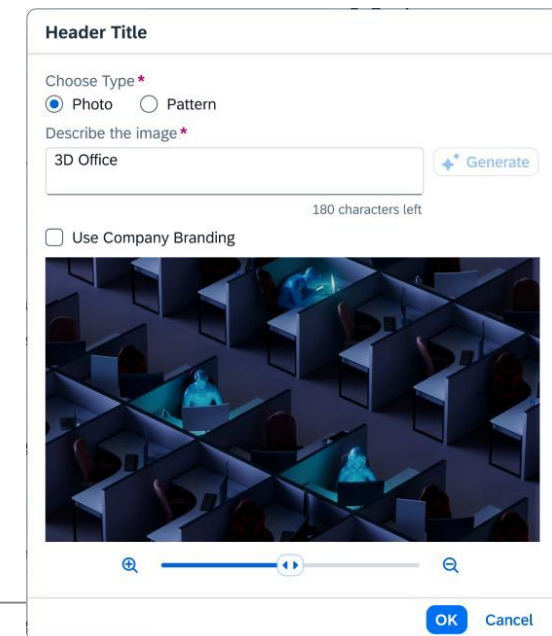 Header Title
Choose Type *
Photo
Pattern
Describe the image *
3D Office
Generate
180 characters left
Use Company Branding
OK
Cancel